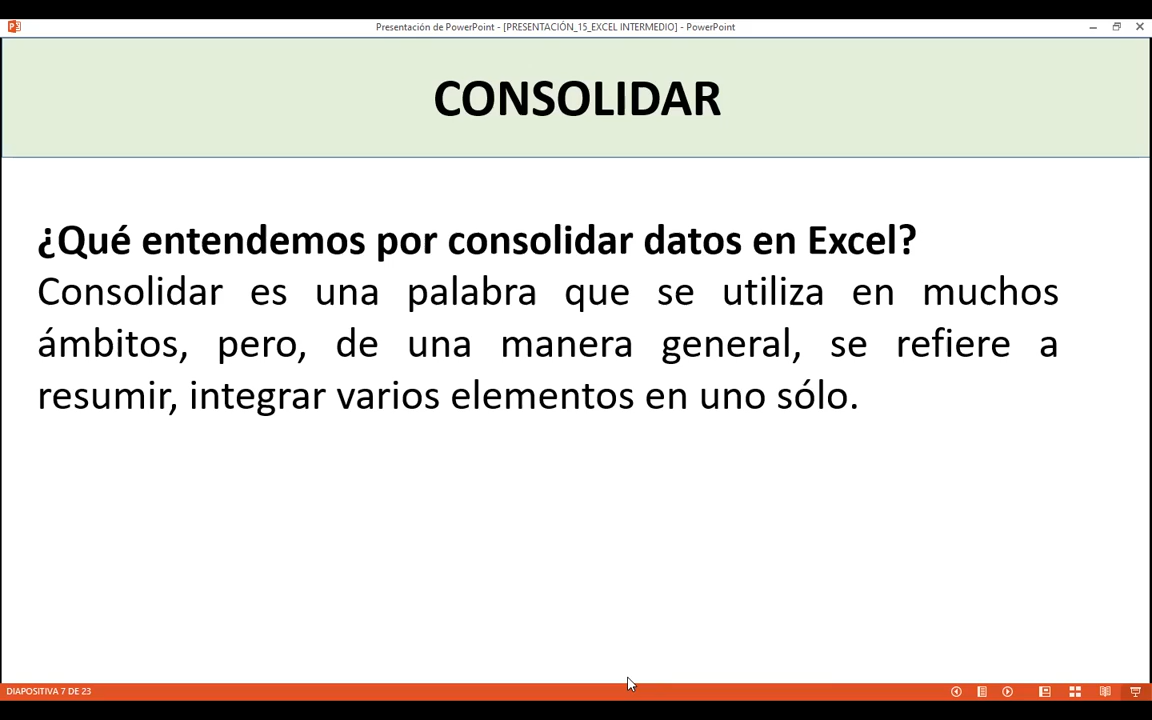 Presentación de PowerPoint - [PRESENTACIÓN_15_EXCEL INTERMEDIO] - PowerPoint
CONSOLIDAR
¿Qué entendemos por consolidar datos en Excel?
Consolidar es una palabra que se utiliza en muchos
ámbitos, pero, de una manera general, se refiere a
resumir, integrar varios elementos en uno sólo.
DIAPOSITIVA 7 DE 23